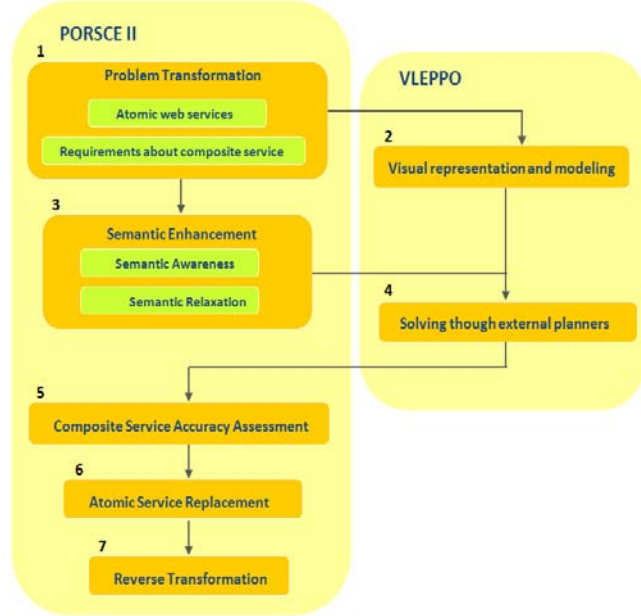 PORSCE II
1
Problem Transformation
Atomic web services
Requirements about composite service
VLEPPO
2
Visual representation and modeling
3
Semantic Enhancement
Semantic Awareness
Semantic Relaxation
4
Solving though external planners
5
Composite Service Accuracy Assessment
6
Atomic Service Replacement
7
Reverse Transformation